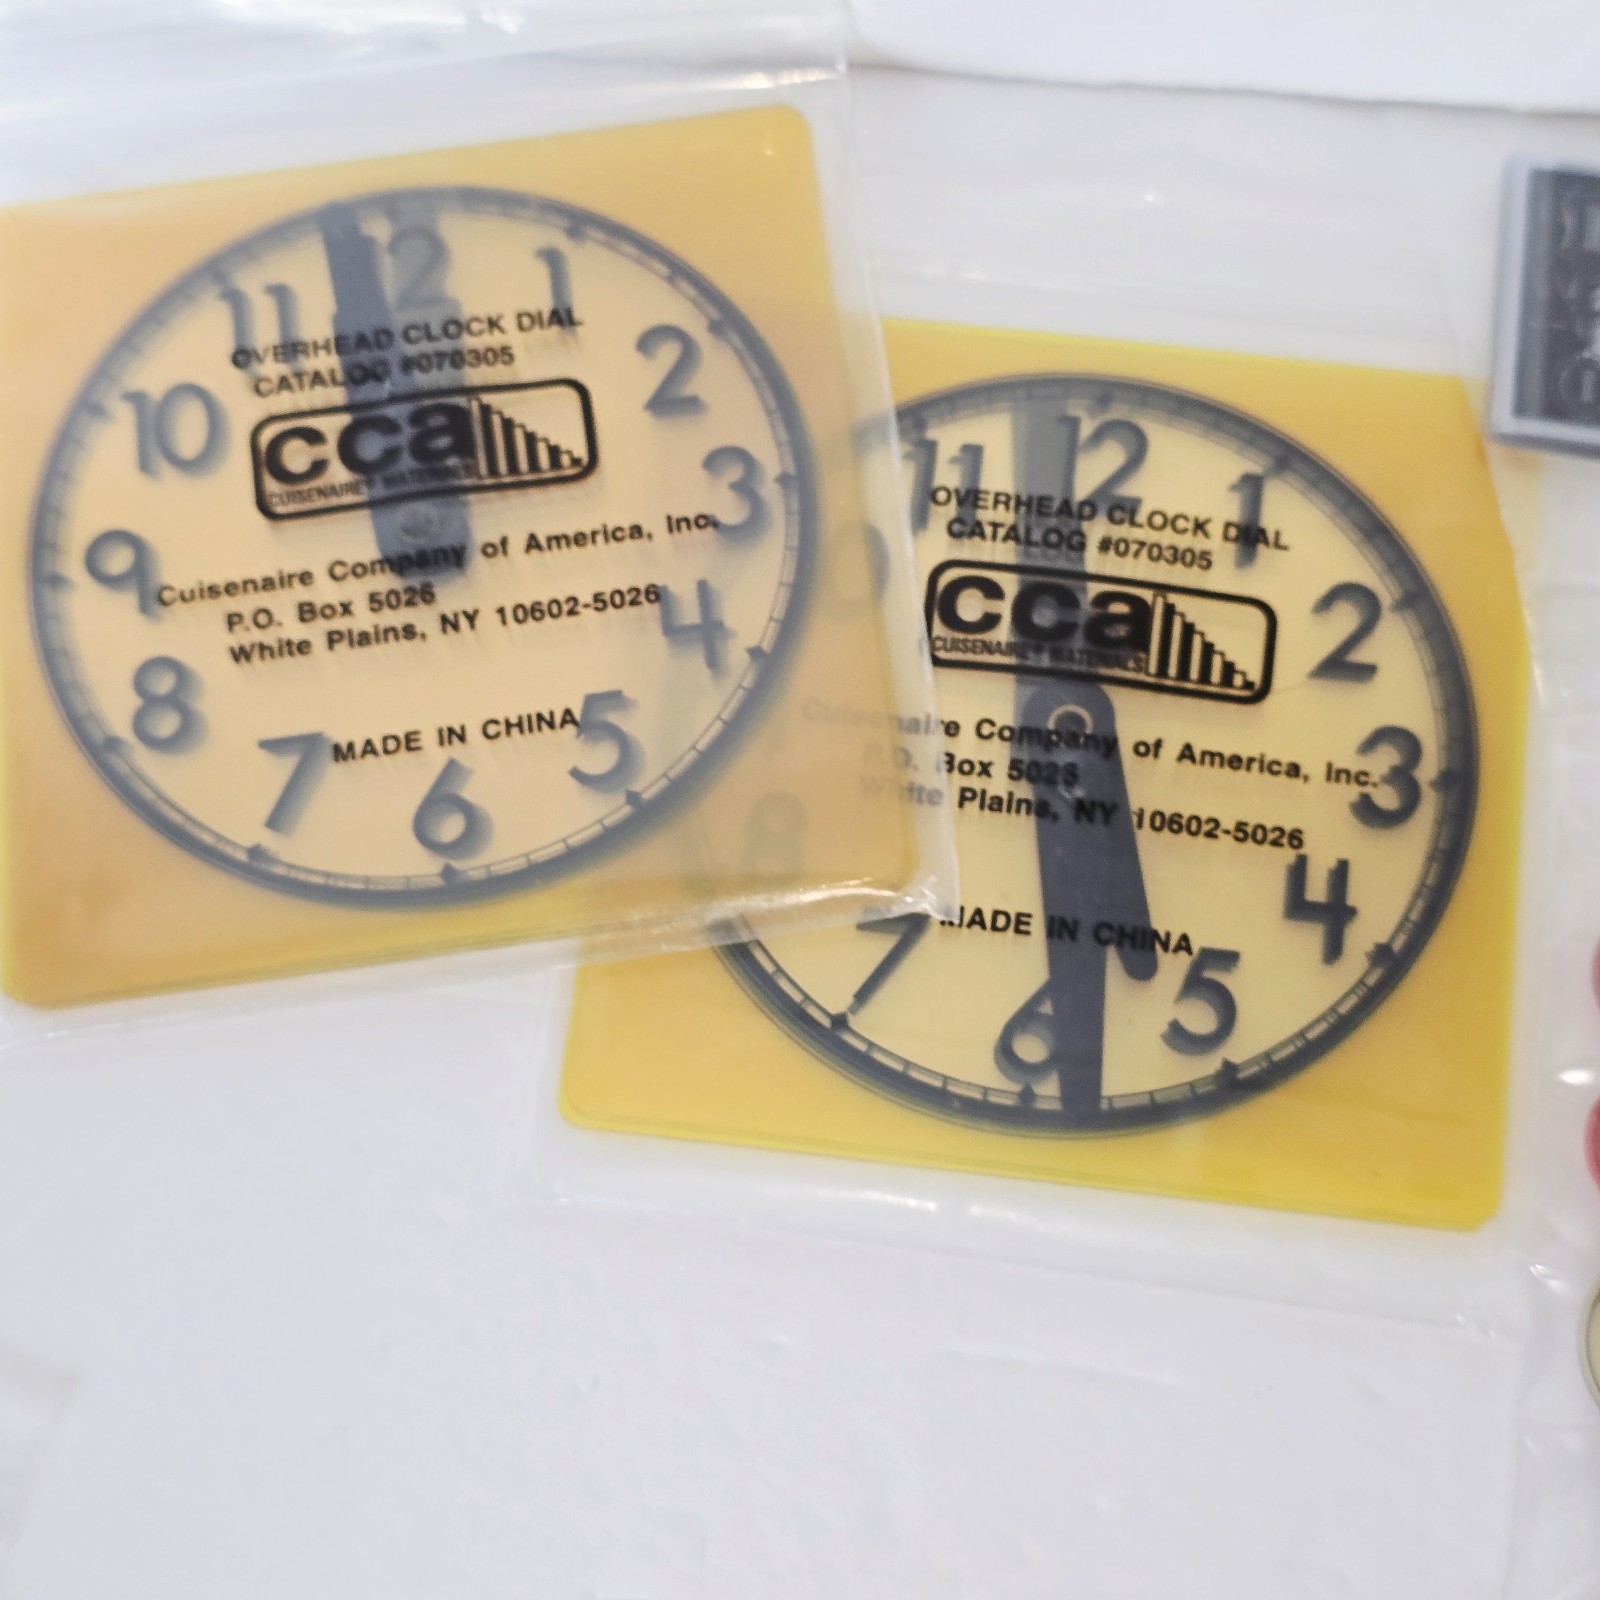 12
1
2
3
4
5
6
7
8
9
10
11
OVERHEAD CLOCK DIAL
CATALOG #070305
cca
CUISENAIRE® MATERIALS
Cuisenaire Company of America, Inc.
P.O. Box 5026
White Plains, NY 10602-5026
MADE IN CHINA
12
1
2
3
4
5
6
7
8
11
OVERHEAD CLOCK DIAL
CATALOG #070305
cca
CUISENAIRE® MATERIALS
Cuisenaire Company of America, Inc.
P.O. Box 5026
White Plains, NY 10602-5026
MADE IN CHINA